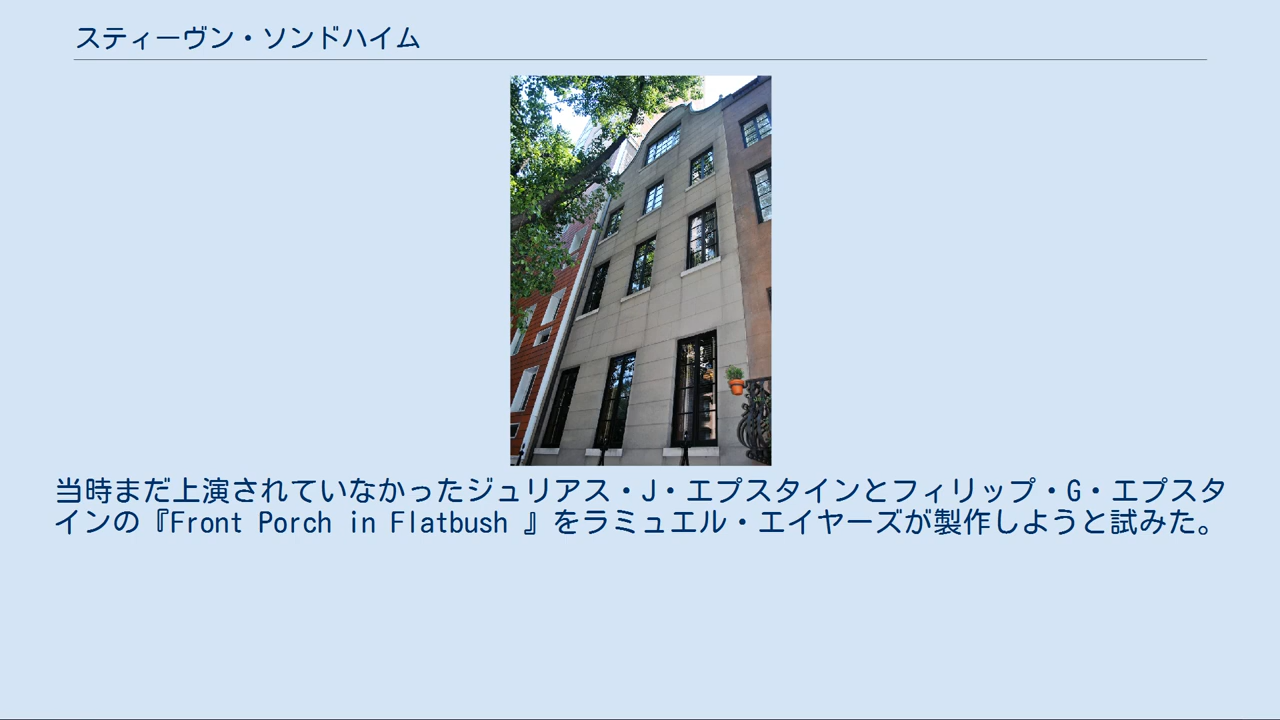 スティーヴン・ソンドハイム
当時まだ上演されていなかったジュリアス・J・エプスタインとフィリップ・G・エプスタ
インの『Front Porch in Flatbush 』をラミュエル・エイヤーズが製作しようと試みた。